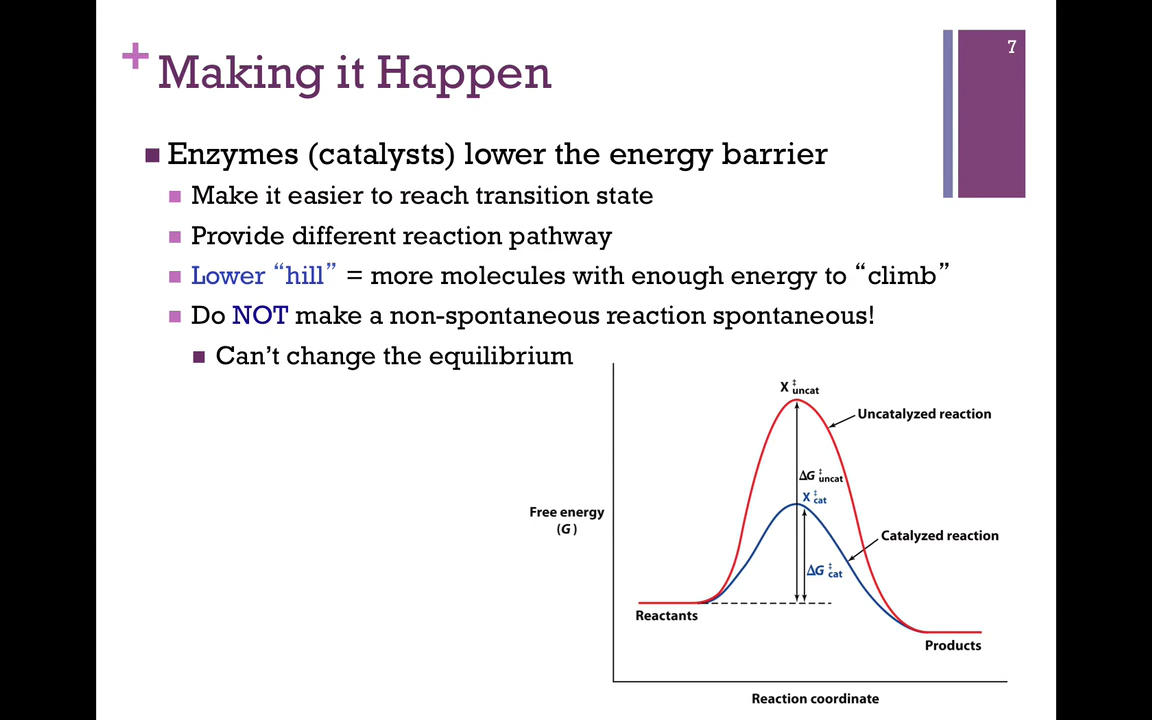 7
+ Making it Happen
Enzymes (catalysts) lower the energy barrier
Make it easier to reach transition state
Provide different reaction pathway
Lower “hill” = more molecules with enough energy to “climb”
Do NOT make a non-spontaneous reaction spontaneous!
Can’t change the equilibrium
X‡uncat
Uncatalyzed reaction
ΔG‡uncat
X‡cat
Free energy
(G)
Catalyzed reaction
ΔG‡cat
Reactants
Products
Reaction coordinate